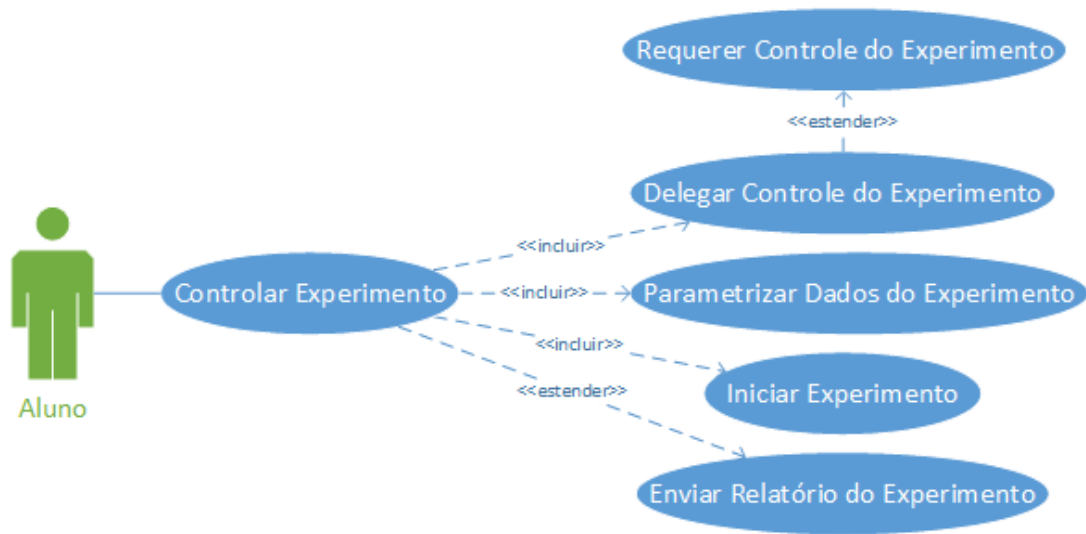 Requerer Controle do Experimento
<<estender>>
Delegar Controle do Experimento
<<incluir>>
Controlar Experimento
<<incluir>>
Parametrizar Dados do Experimento
<<incluir>>
Iniciar Experimento
<<estender>>
Aluno
Enviar Relatório do Experimento